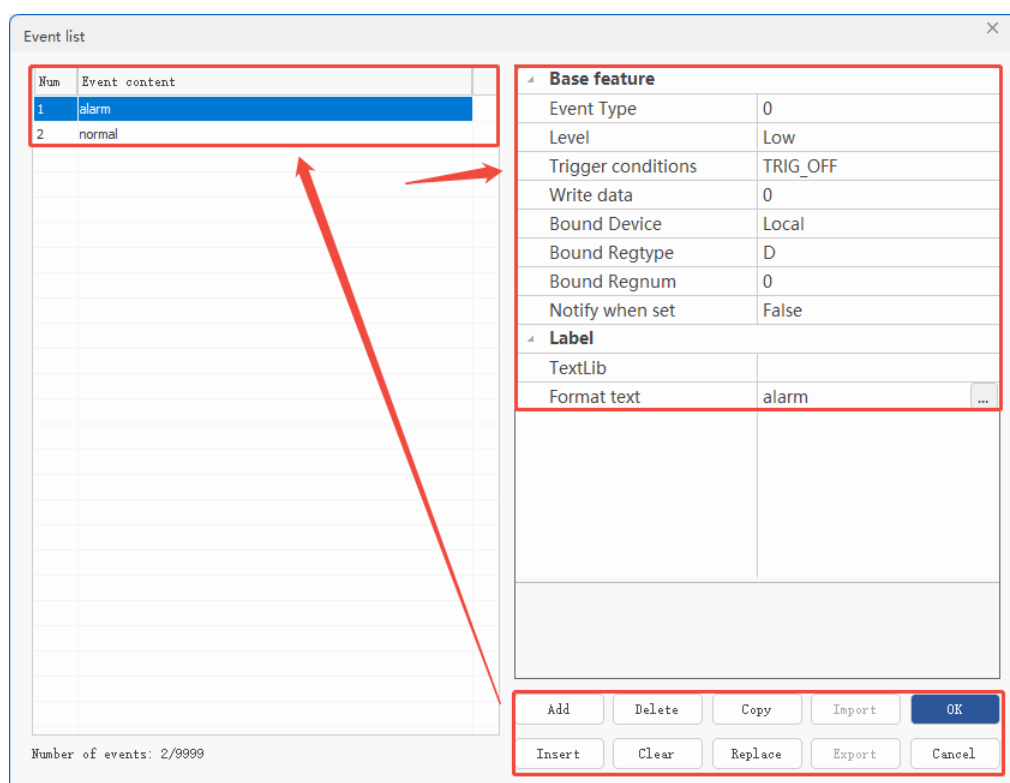 Event list
Num Event content
1 alarm
2 normal
Base feature
Event Type 0
Level Low
Trigger conditions TRIG_OFF
Write data 0
Bound Device Local
Bound Regtype D
Bound Regnum 0
Notify when set False
Label
TextLib
Format text alarm ...
Add Delete Copy Import OK
Number of events: 2/9999
Insert Clear Replace Export Cancel